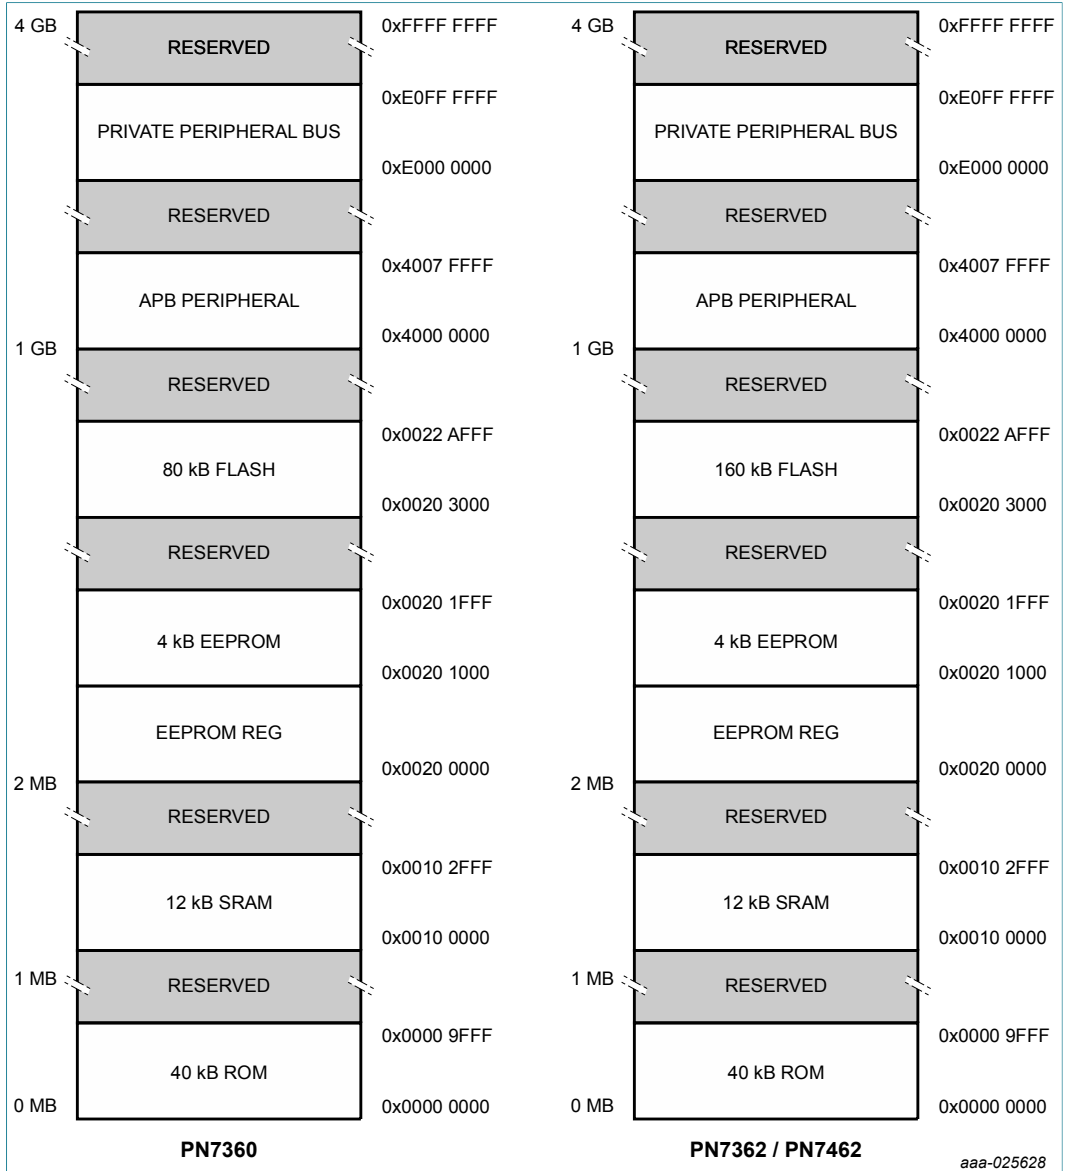 4 GB
RESERVED
0xFFFF FFFF
0xE0FF FFFF
PRIVATE PERIPHERAL BUS
0xE000 0000
RESERVED
0x4007 FFFF
APB PERIPHERAL
0x4000 0000
1 GB
RESERVED
0x0022 AFFF
80 kB FLASH
0x0020 3000
RESERVED
0x0020 1FFF
4 kB EEPROM
0x0020 1000
EEPROM REG
0x0020 0000
2 MB
RESERVED
0x0010 2FFF
12 kB SRAM
0x0010 0000
1 MB
RESERVED
0x0000 9FFF
40 kB ROM
0 MB
0x0000 0000
PN7360
4 GB
RESERVED
0xFFFF FFFF
0xE0FF FFFF
PRIVATE PERIPHERAL BUS
0xE000 0000
RESERVED
0x4007 FFFF
APB PERIPHERAL
0x4000 0000
1 GB
RESERVED
0x0022 AFFF
160 kB FLASH
0x0020 3000
RESERVED
0x0020 1FFF
4 kB EEPROM
0x0020 1000
EEPROM REG
0x0020 0000
2 MB
RESERVED
0x0010 2FFF
12 kB SRAM
0x0010 0000
1 MB
RESERVED
0x0000 9FFF
40 kB ROM
0 MB
0x0000 0000
PN7362 / PN7462
aaa-025628